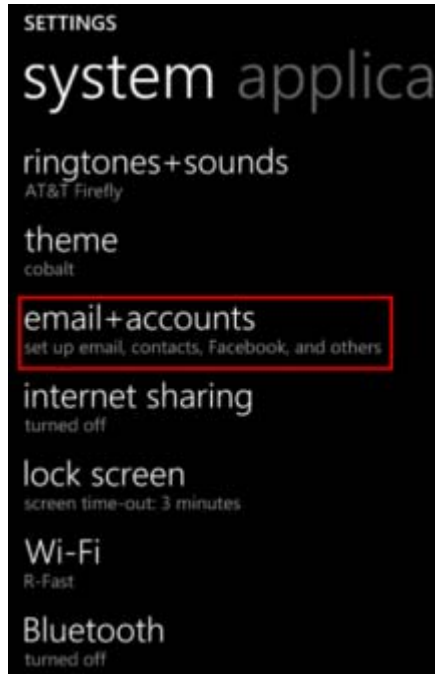 SETTINGS
system applica
ringtones+sounds
AT&T Firefly
theme
cobalt
email+accounts
set up email, contacts, Facebook, and others
internet sharing
turned off
lock screen
screen time-out: 3 minutes
Wi-Fi
R-Fast
Bluetooth
turned off